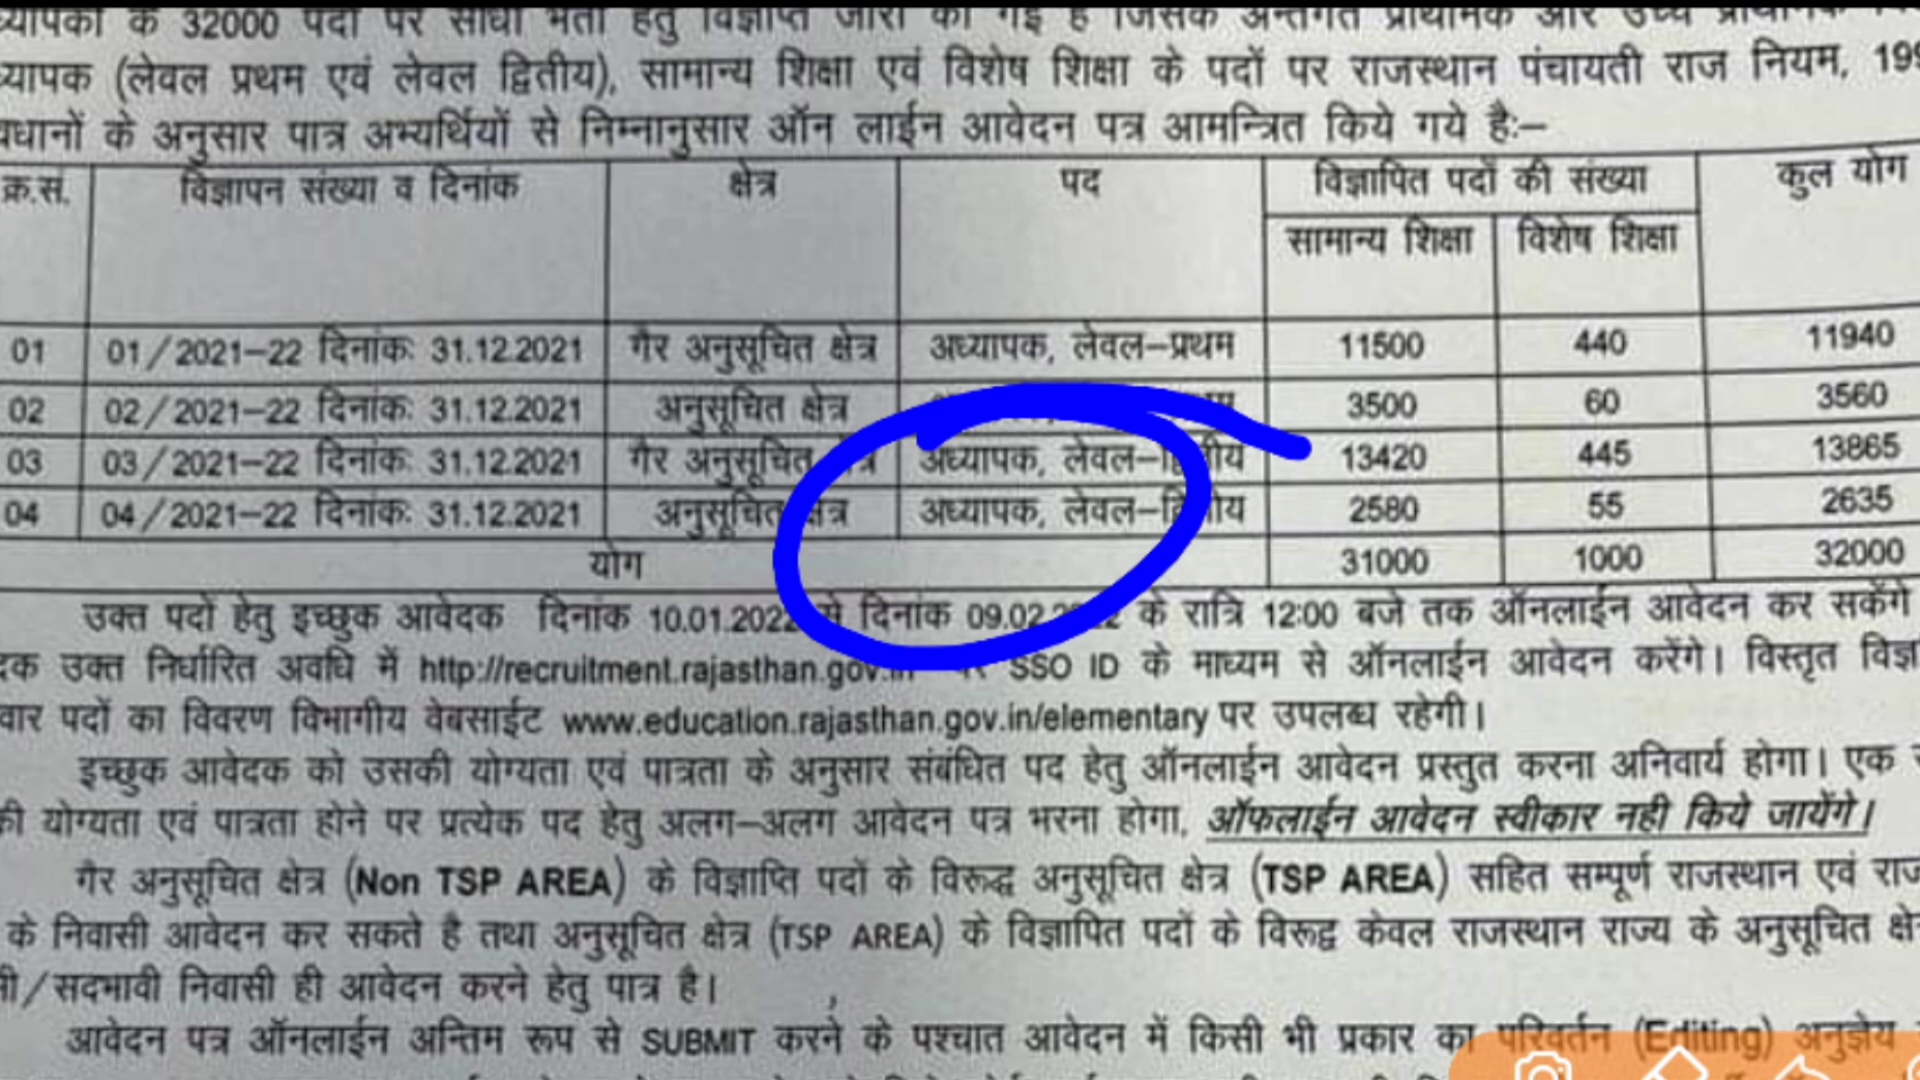 के 32000 पदों पर सीधी भर्ती हेतु विज्ञप्ति जारी की गई है जिसके अन्तर्गत प्राथमिक और उच्च
(लेवल प्रथम एवं लेवल द्वितीय), सामान्य शिक्षा एवं विशेष शिक्षा के पदों पर राजस्थान पंचायती राज नियम,
के अनुसार पात्र अभ्यर्थियों से निम्नानुसार ऑन लाईन आवेदन पत्र आमन्त्रित किये गये है:–
क्र.सं. विज्ञापन संख्या व दिनांक क्षेत्र पद विज्ञापित पदों की संख्या कुल योग
सामान्य शिक्षा विशेष शिक्षा
01 01/2021–22 दिनांक: 31.12.2021 गैर अनुसूचित क्षेत्र अध्यापक, लेवल–प्रथम 11500 440 11940
02 02/2021–22 दिनांक: 31.12.2021 अनुसूचित क्षेत्र 3500 60 3560
03 03/2021–22 दिनांक: 31.12.2021 गैर अनुसूचित अध्यापक, लेवल–द्वितीय 13420 445 13865
04 04/2021–22 दिनांक: 31.12.2021 अनुसूचित क्षेत्र अध्यापक, लेवल–द्वितीय 2580 55 2635
योग 31000 1000 32000
उक्त पदों हेतु इच्छुक आवेदक दिनांक 10.01.2022 से दिनांक 09.02.2022 के रात्रि 12:00 बजे तक ऑनलाईन आवेदन कर सकेंगे
उक्त निर्धारित अवधि में http://recruitment.rajasthan.gov.in पर SSO ID के माध्यम से ऑनलाईन आवेदन करेंगे। विस्तृत
वार पदों का विवरण विभागीय वेबसाईट www.education.rajasthan.gov.in/elementary पर उपलब्ध रहेगी।
इच्छुक आवेदक को उसकी योग्यता एवं पात्रता के अनुसार संबंधित पद हेतु ऑनलाईन आवेदन प्रस्तुत करना अनिवार्य होगा। एक
की योग्यता एवं पात्रता होने पर प्रत्येक पद हेतु अलग–अलग आवेदन पत्र भरना होगा, ऑफलाईन आवेदन स्वीकार नही किये जायेंगे।
गैर अनुसूचित क्षेत्र (Non TSP AREA) के विज्ञाप्ति पदों के विरूद्ध अनुसूचित क्षेत्र (TSP AREA) सहित सम्पूर्ण राजस्थान एवं
के निवासी आवेदन कर सकते है तथा अनुसूचित क्षेत्र (TSP AREA) के विज्ञापित पदों के विरूद्ध केवल राजस्थान राज्य के अनुसूचित
/सदभावी निवासी ही आवेदन करने हेतु पात्र है।
आवेदन पत्र ऑनलाईन अन्तिम रूप से SUBMIT करने के पश्चात आवेदन में किसी भी प्रकार का परिवर्तन (Editing) अनुज्ञेय